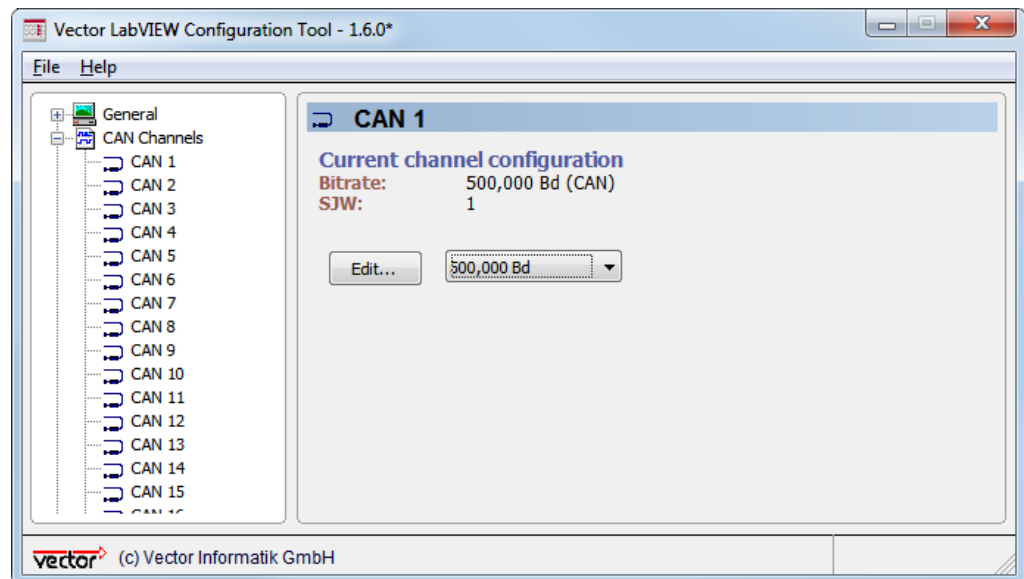 Vector LabVIEW Configuration Tool - 1.6.0*
File Help
General
CAN Channels
CAN 1
CAN 2
CAN 3
CAN 4
CAN 5
CAN 6
CAN 7
CAN 8
CAN 9
CAN 10
CAN 11
CAN 12
CAN 13
CAN 14
CAN 15
CAN 1
Current channel configuration
Bitrate: 500,000 Bd (CAN)
SJW: 1
Edit... 500,000 Bd
vector (c) Vector Informatik GmbH